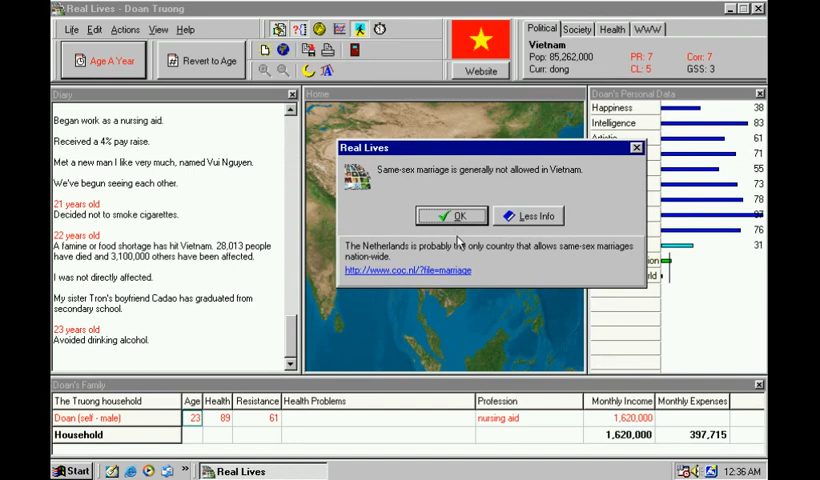 Real Lives - Doan Truong
Life Edit Actions View Help
Age A Year
Revert to Age
Website
Political Society Health WWW
Vietnam
Pop: 85,262,000 PR: 7 Corr: 7
Curr: dong CL: 5 GSS: 3
Diary
Began work as a nursing aid.
Received a 4% pay raise.
Met a new man I like very much, named Vui Nguyen.
We've begun seeing each other.
21 years old
Decided not to smoke cigarettes.
22 years old
A famine or food shortage has hit Vietnam. 28,013 people
have died and 3,100,000 others have been affected.
I was not directly affected.
My sister Tron's boyfriend Cadao has graduated from
secondary school.
23 years old
Avoided drinking alcohol.
Home
Real Lives
Same-sex marriage is generally not allowed in Vietnam.
OK
Less Info
The Netherlands is probably the only country that allows same-sex marriages
nation-wide.
http://www.coc.nl/?file=marriage
Doan's Personal Data
Happiness 38
Intelligence 83
Artistic 61
71
55
73
78
76
31
Doan's Family
The Truong household Age Health Resistance Health Problems Profession Monthly Income Monthly Expenses
Doan (self - male) 23 89 61 nursing aid 1,620,000
Household 1,620,000 397,715
Start
Real Lives
12:36 AM